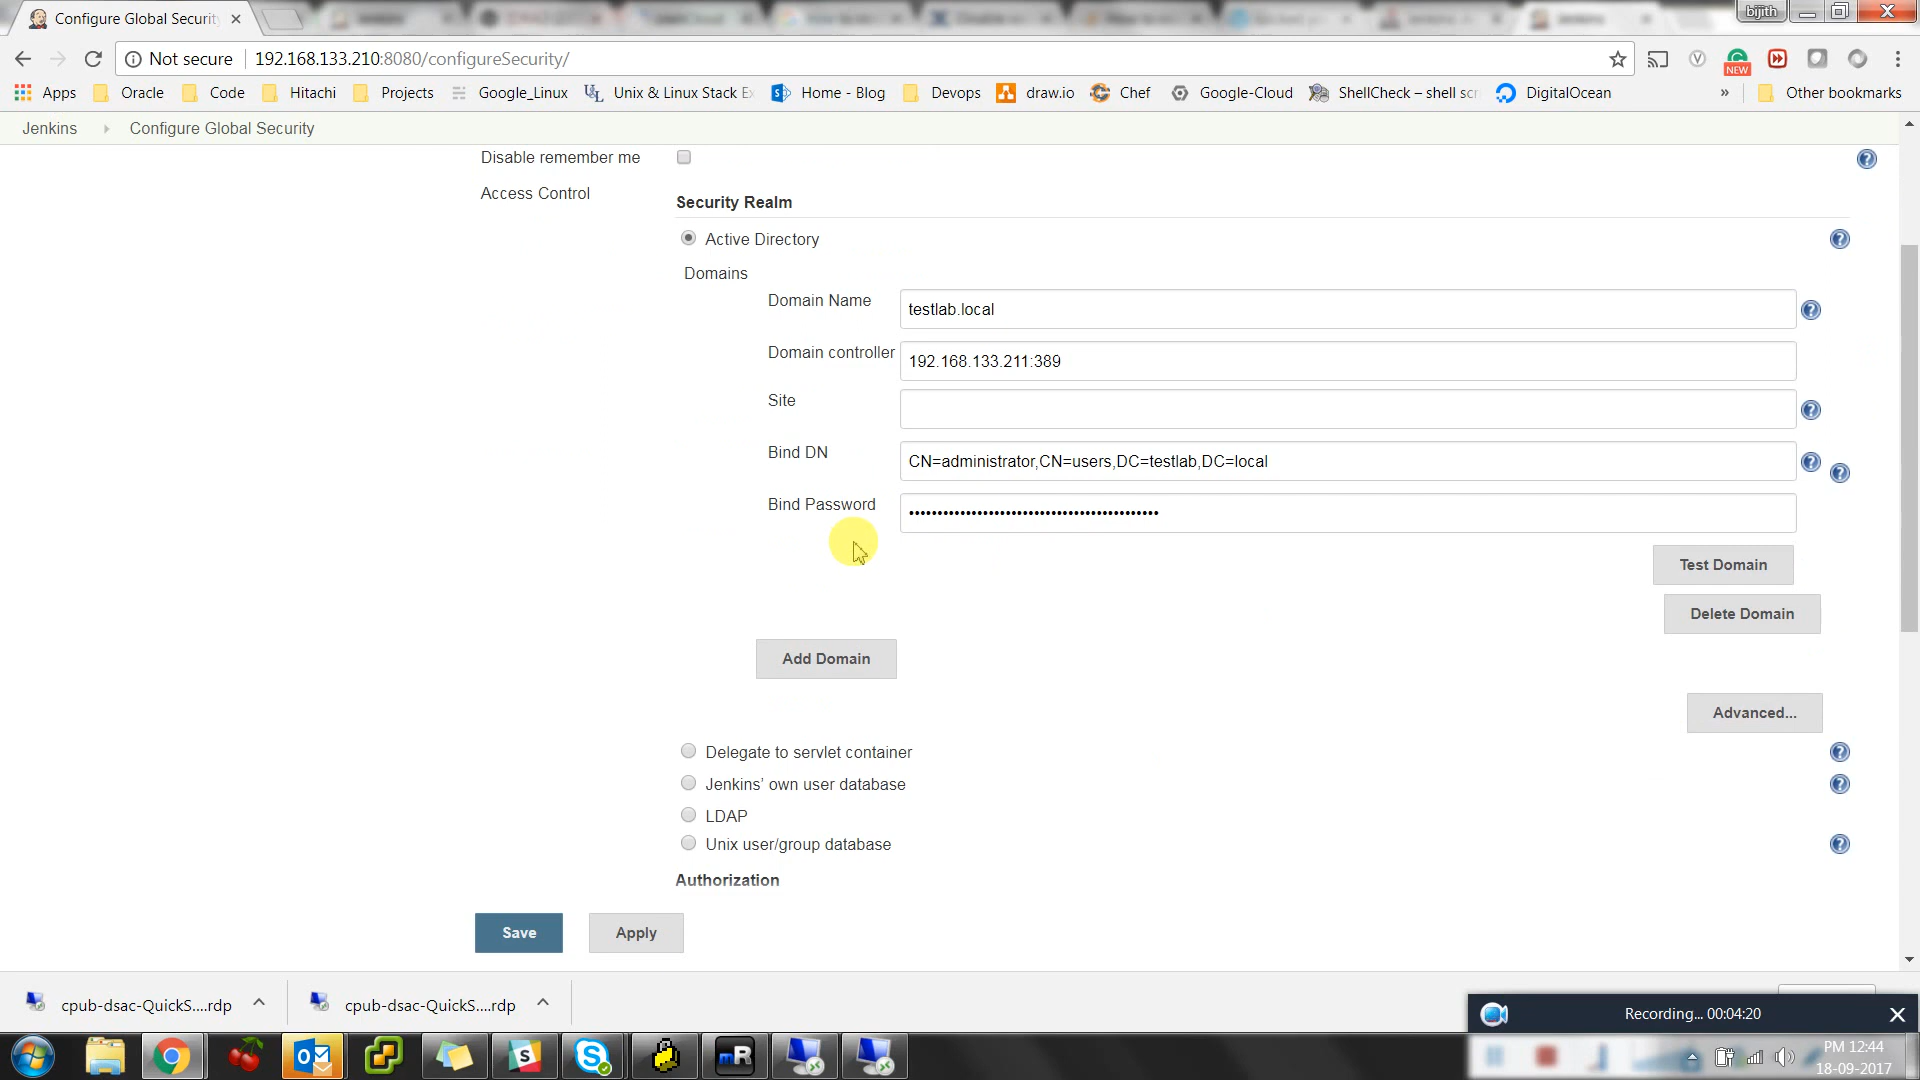 Configure Global Security
bijith
Not secure
192.168.133.210:8080/configureSecurity/
NEW
Apps
Oracle
Code
Hitachi
Projects
Google_Linux
Unix & Linux Stack Ex
Home - Blog
Devops
draw.io
Chef
Google-Cloud
ShellCheck – shell scri
DigitalOcean
»
Other bookmarks
Jenkins
Configure Global Security
Disable remember me
Access Control
Security Realm
Active Directory
Domains
Domain Name
testlab.local
Domain controller
192.168.133.211:389
Site
Bind DN
CN=administrator,CN=users,DC=testlab,DC=local
Bind Password
••••••••••••••••••••••••••••••••••••••••••••
Test Domain
Delete Domain
Add Domain
Advanced...
Delegate to servlet container
Jenkins’ own user database
LDAP
Unix user/group database
Authorization
Save
Apply
cpub-dsac-QuickS....rdp
cpub-dsac-QuickS....rdp
Recording... 00:04:20
PM 12:44
18-09-2017